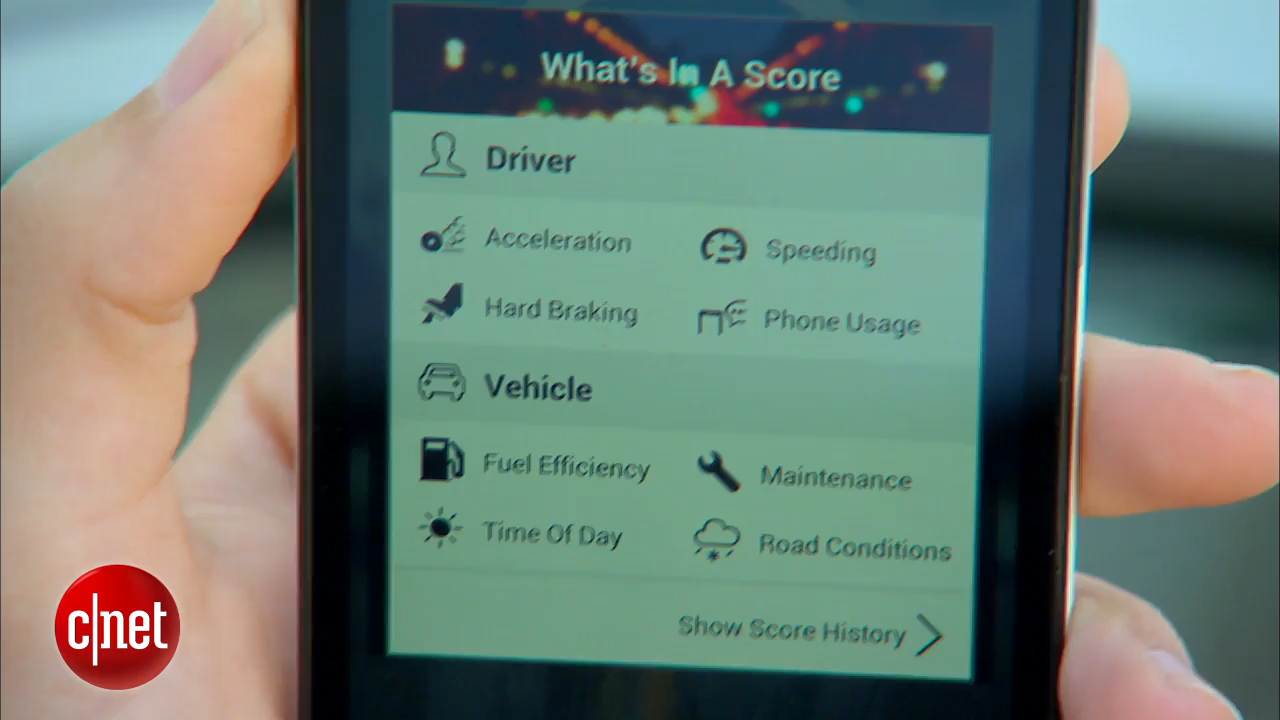 What's In A Score
Driver
Acceleration
Speeding
Hard Braking
Phone Usage
Vehicle
Fuel Efficiency
Maintenance
Time Of Day
Road Conditions
Show Score History
c|net